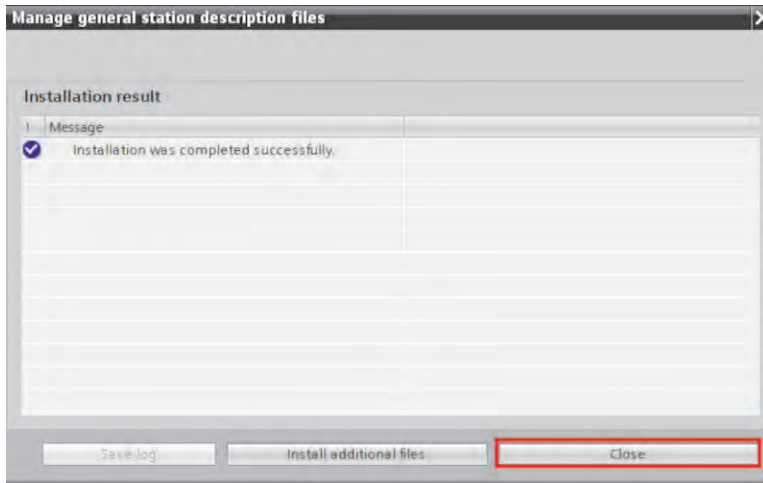 Manage general station description files
Installation result
! Message
Installation was completed successfully.
Save log
Install additional files
Close